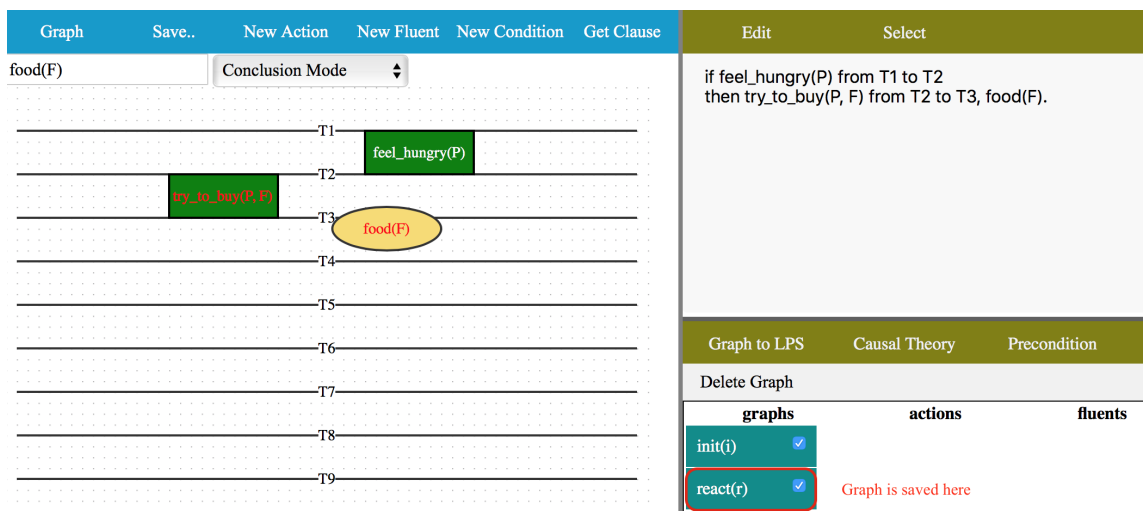 Graph Save.. New Action New Fluent New Condition Get Clause
Edit Select
food(F) Conclusion Mode
if feel_hungry(P) from T1 to T2
then try_to_buy(P, F) from T2 to T3, food(F).
T1
feel_hungry(P)
T2
try_to_buy(P, F)
T3
food(F)
T4
T5
T6
T7
T8
T9
Graph to LPS Causal Theory Precondition
Delete Graph
graphs actions fluents
init(i)
react(r) Graph is saved here